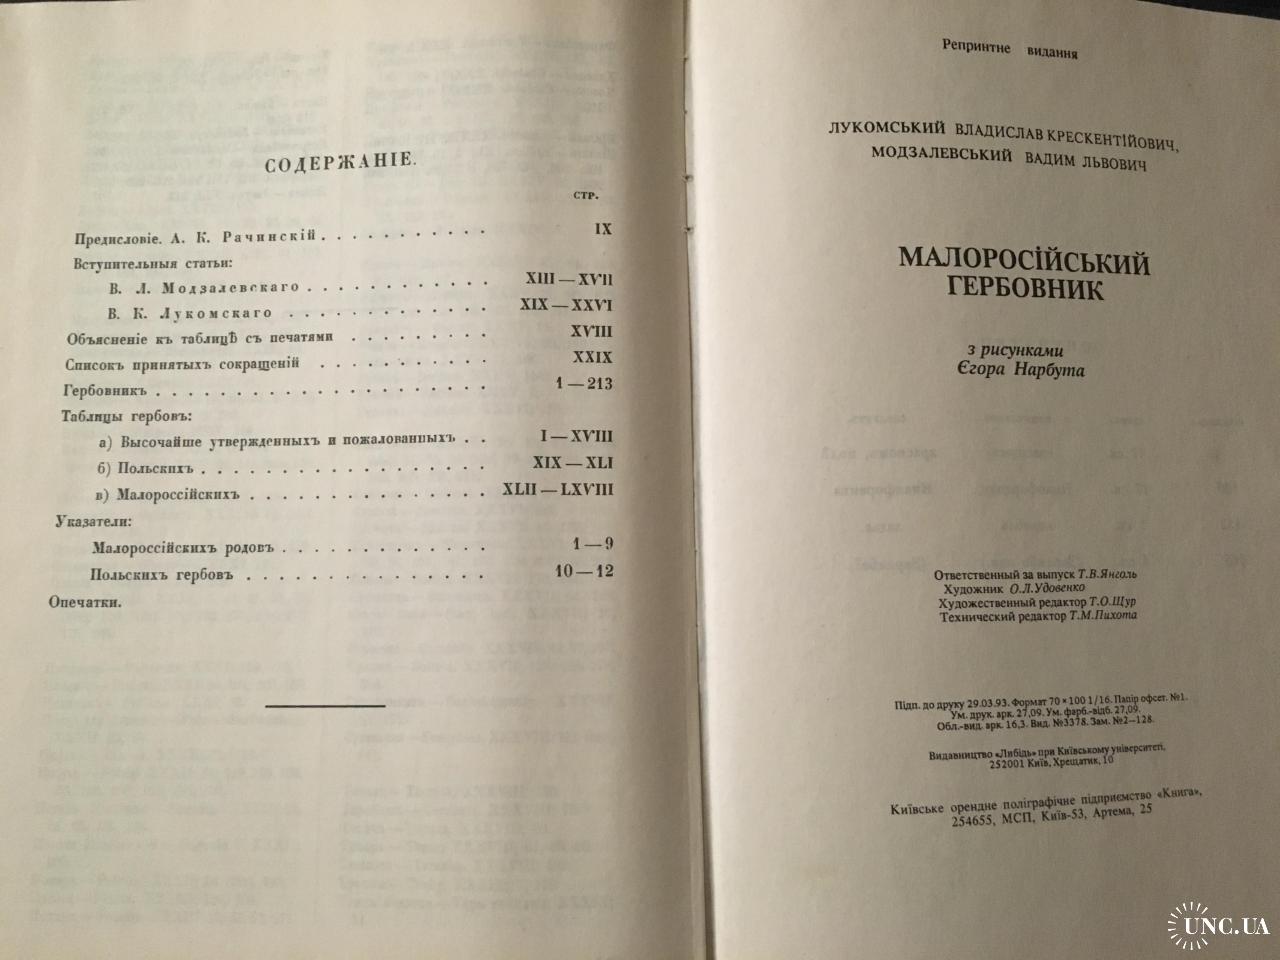 СОДЕРЖАНІЕ.
СТР.
Предисловіе. А. К. Рачинскій. . . . . . . . . . . IX
Вступительныя статьи:
В. Л. Модзалевскаго . . . . . . . . . . . . XIII — XVII
В. К. Лукомскаго . . . . . . . . . . . . . XIX — XXVI
Объясненіе къ таблицѣ съ печатями . . . . . . . . . XVIII
Списокъ принятыхъ сокращеній . . . . . . . . . . . XXIX
Гербовникъ . . . . . . . . . . . . . . . . . . . . 1 — 213
Таблицы гербовъ:
а) Высочайше утвержденныхъ и пожалованныхъ . . I — XVIII
б) Польскихъ . . . . . . . . . . . . . . . . . . XIX — XLI
в) Малороссійскихъ . . . . . . . . . . . . . . . XLII — LXVIII
Указатели:
Малороссійскихъ родовъ . . . . . . . . . . . . . 1 — 9
Польскихъ гербовъ . . . . . . . . . . . . . . . 10 — 12
Опечатки.
Репринтне видання
ЛУКОМСЬКИЙ ВЛАДИСЛАВ КРЕСКЕНТІЙОВИЧ,
МОДЗАЛЕВСЬКИЙ ВАДИМ ЛЬВОВИЧ
МАЛОРОСІЙСЬКИЙ
ГЕРБОВНИК
з рисунками
Єгора Нарбута
Ответственный за выпуск Т.В.Янголь
Художник О.Л.Удовенко
Художественный редактор Т.О.Щур
Технический редактор Т.М.Пихота
Підп. до друку 29.03.93. Формат 70 × 100 1/16. Папір офсет. №1.
Ум. друк. арк. 27,09. Ум. фарб.-відб. 27,09.
Обл.-вид. арк. 16,3. Вид. №3378. Зам. №2—128.
Видавництво «Либідь» при Київському університеті,
252001 Київ, Хрещатик, 10
Київське орендне поліграфічне підприємство «Книга»,
254655, МСП, Київ-53, Артема, 25
UNC.UA